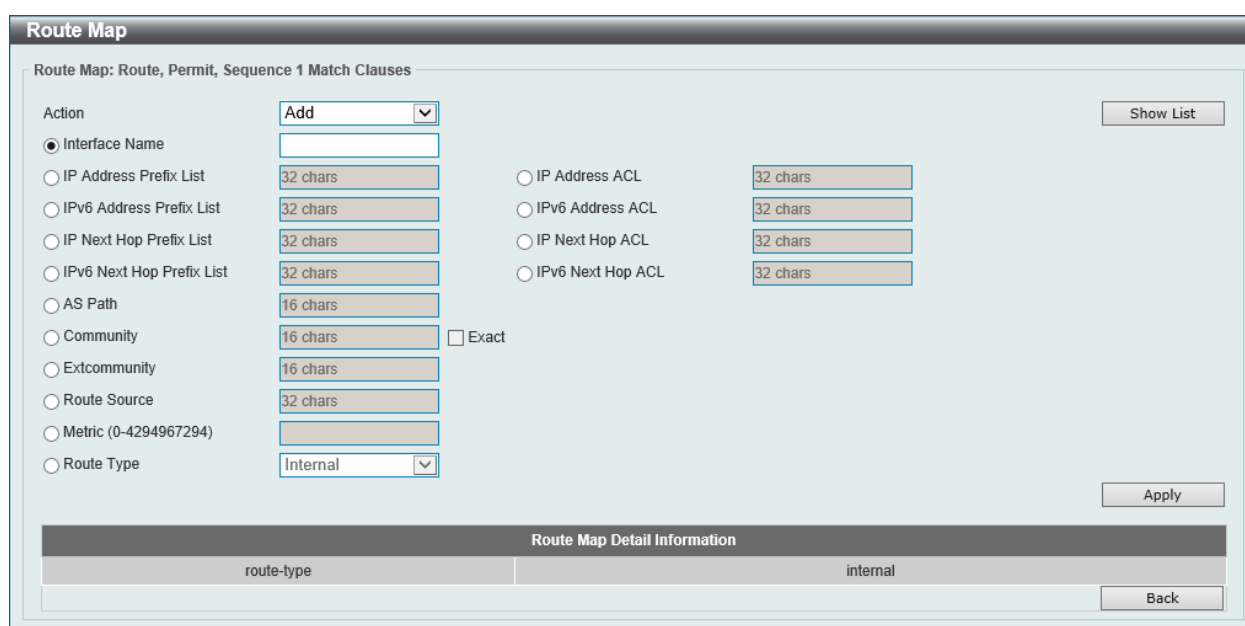 Route Map
Route Map: Route, Permit, Sequence 1 Match Clauses
Action Add Show List
Interface Name
IP Address Prefix List 32 chars IP Address ACL 32 chars
IPv6 Address Prefix List 32 chars IPv6 Address ACL 32 chars
IP Next Hop Prefix List 32 chars IP Next Hop ACL 32 chars
IPv6 Next Hop Prefix List 32 chars IPv6 Next Hop ACL 32 chars
AS Path 16 chars
Community 16 chars Exact
Extcommunity 16 chars
Route Source 32 chars
Metric (0-4294967294)
Route Type Internal
Apply
Route Map Detail Information
route-type internal
Back